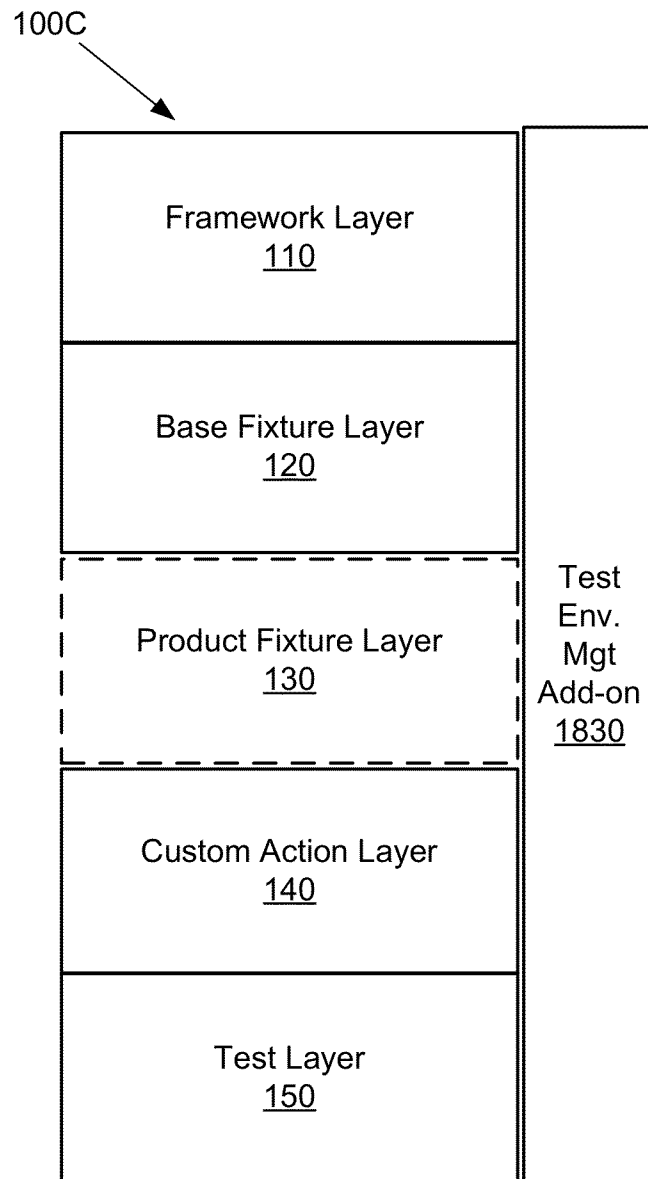 100C
Framework Layer
110
Base Fixture Layer
120
Product Fixture Layer
130
Test
Env.
Mgt
Add-on
1830
Custom Action Layer
140
Test Layer
150